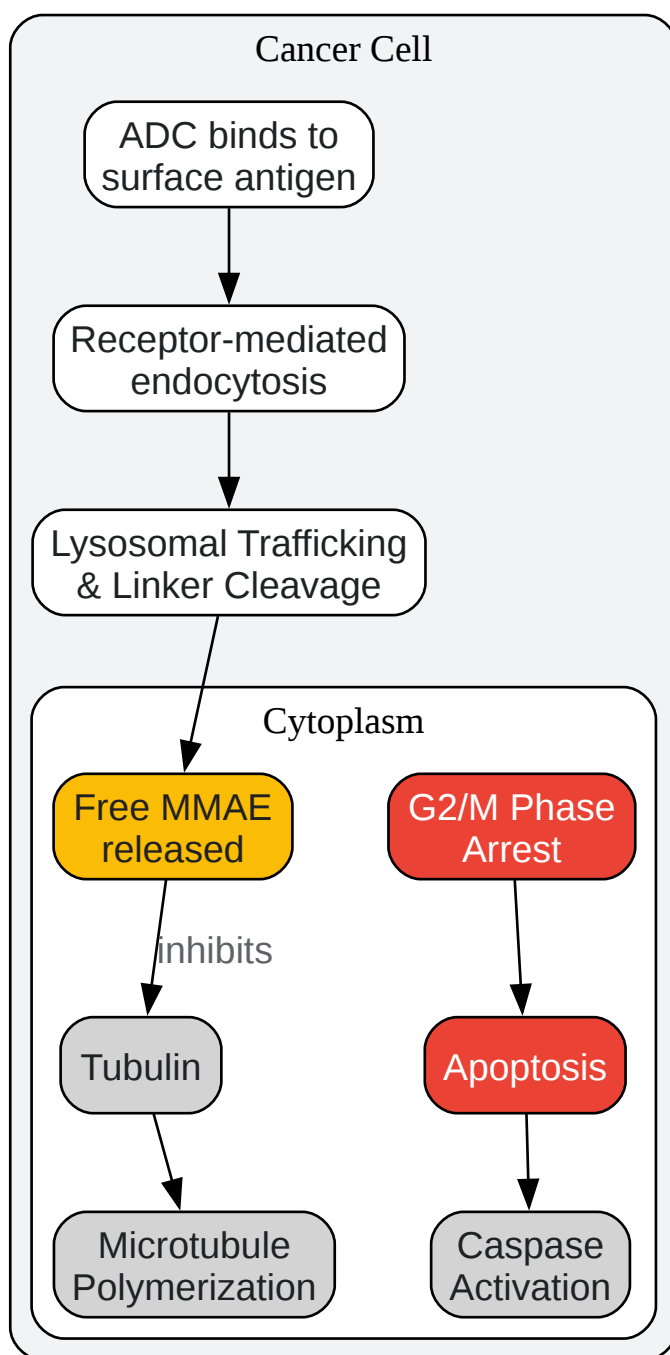 Cancer Cell
ADC binds to
surface antigen
Receptor-mediated
endocytosis
Lysosomal Trafficking
& Linker Cleavage
Cytoplasm
Free MMAE
released
G2/M Phase
Arrest
inhibits
Tubulin
Apoptosis
Microtubule
Polymerization
Caspase
Activation